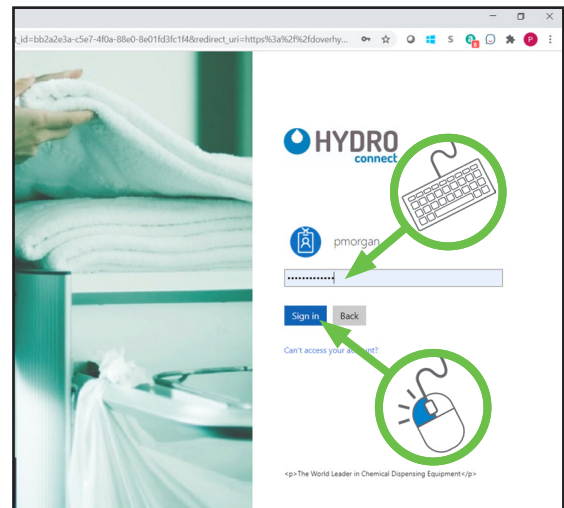 t_id=bb2a2e3a-c5e7-4f0a-88e0-8e01fd3fc1f4&redirect_uri=https%3a%2f%2fdoverhy...
S
a
8
P
HYDRO
connect
pmorgan
••••••••••••
Sign in Back
Can't access your account?
<p>The World Leader in Chemical Dispensing Equipment</p>